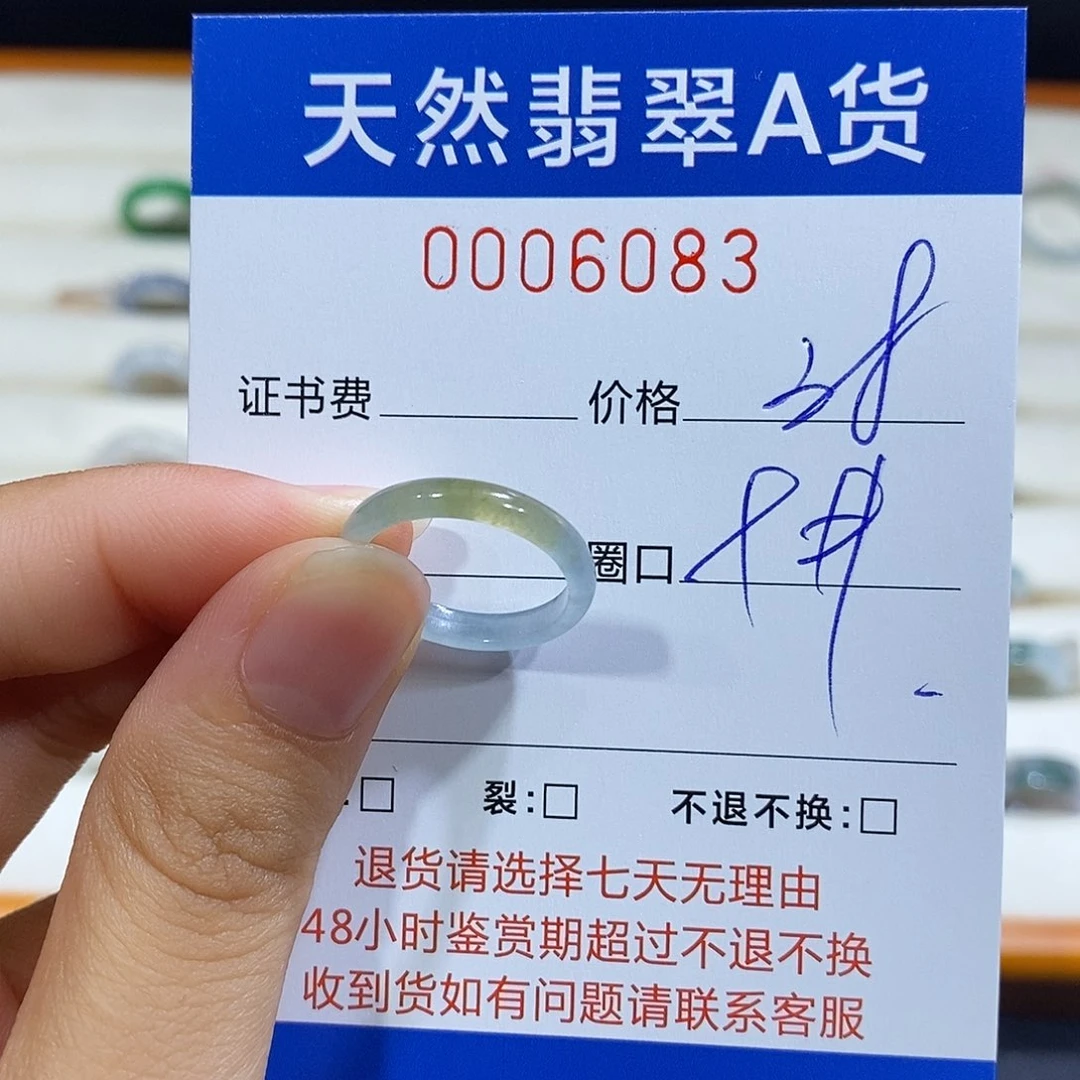 天然翡翠A货
0006083
证书费 价格
圈口
裂:□ 不退不换:□
退货请选择七天无理由
48小时鉴赏期超过不退不换
收到货如有问题请联系客服